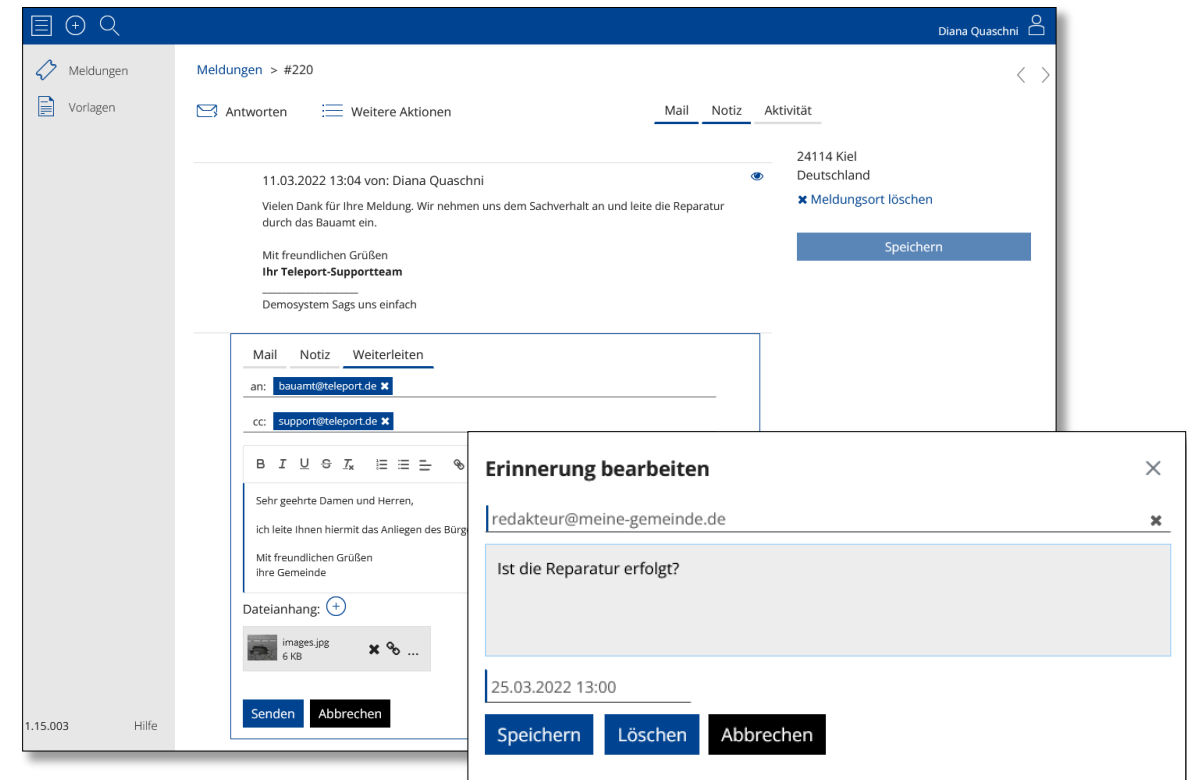 Diana Quaschni
Meldungen
Vorlagen
Meldungen > #220
Antworten
Weitere Aktionen
Mail
Notiz
Aktivität
11.03.2022 13:04 von: Diana Quaschni
Vielen Dank für Ihre Meldung. Wir nehmen uns dem Sachverhalt an und leite die Reparatur
durch das Bauamt ein.
Mit freundlichen Grüßen
Ihr Teleport-Supportteam
Demosystem Sags uns einfach
24114 Kiel
Deutschland
Meldungsort löschen
Speichern
Mail
Notiz
Weiterleiten
an: bauamt@teleport.de
cc: support@teleport.de
B I U S Tx
Sehr geehrte Damen und Herren,
ich leite Ihnen hiermit das Anliegen des Bürg
Mit freundlichen Grüßen
ihre Gemeinde
Dateianhang:
images.jpg
6 KB
...
Senden
Abbrechen
1.15.003
Hilfe
Erinnerung bearbeiten
redakteur@meine-gemeinde.de
Ist die Reparatur erfolgt?
25.03.2022 13:00
Speichern
Löschen
Abbrechen